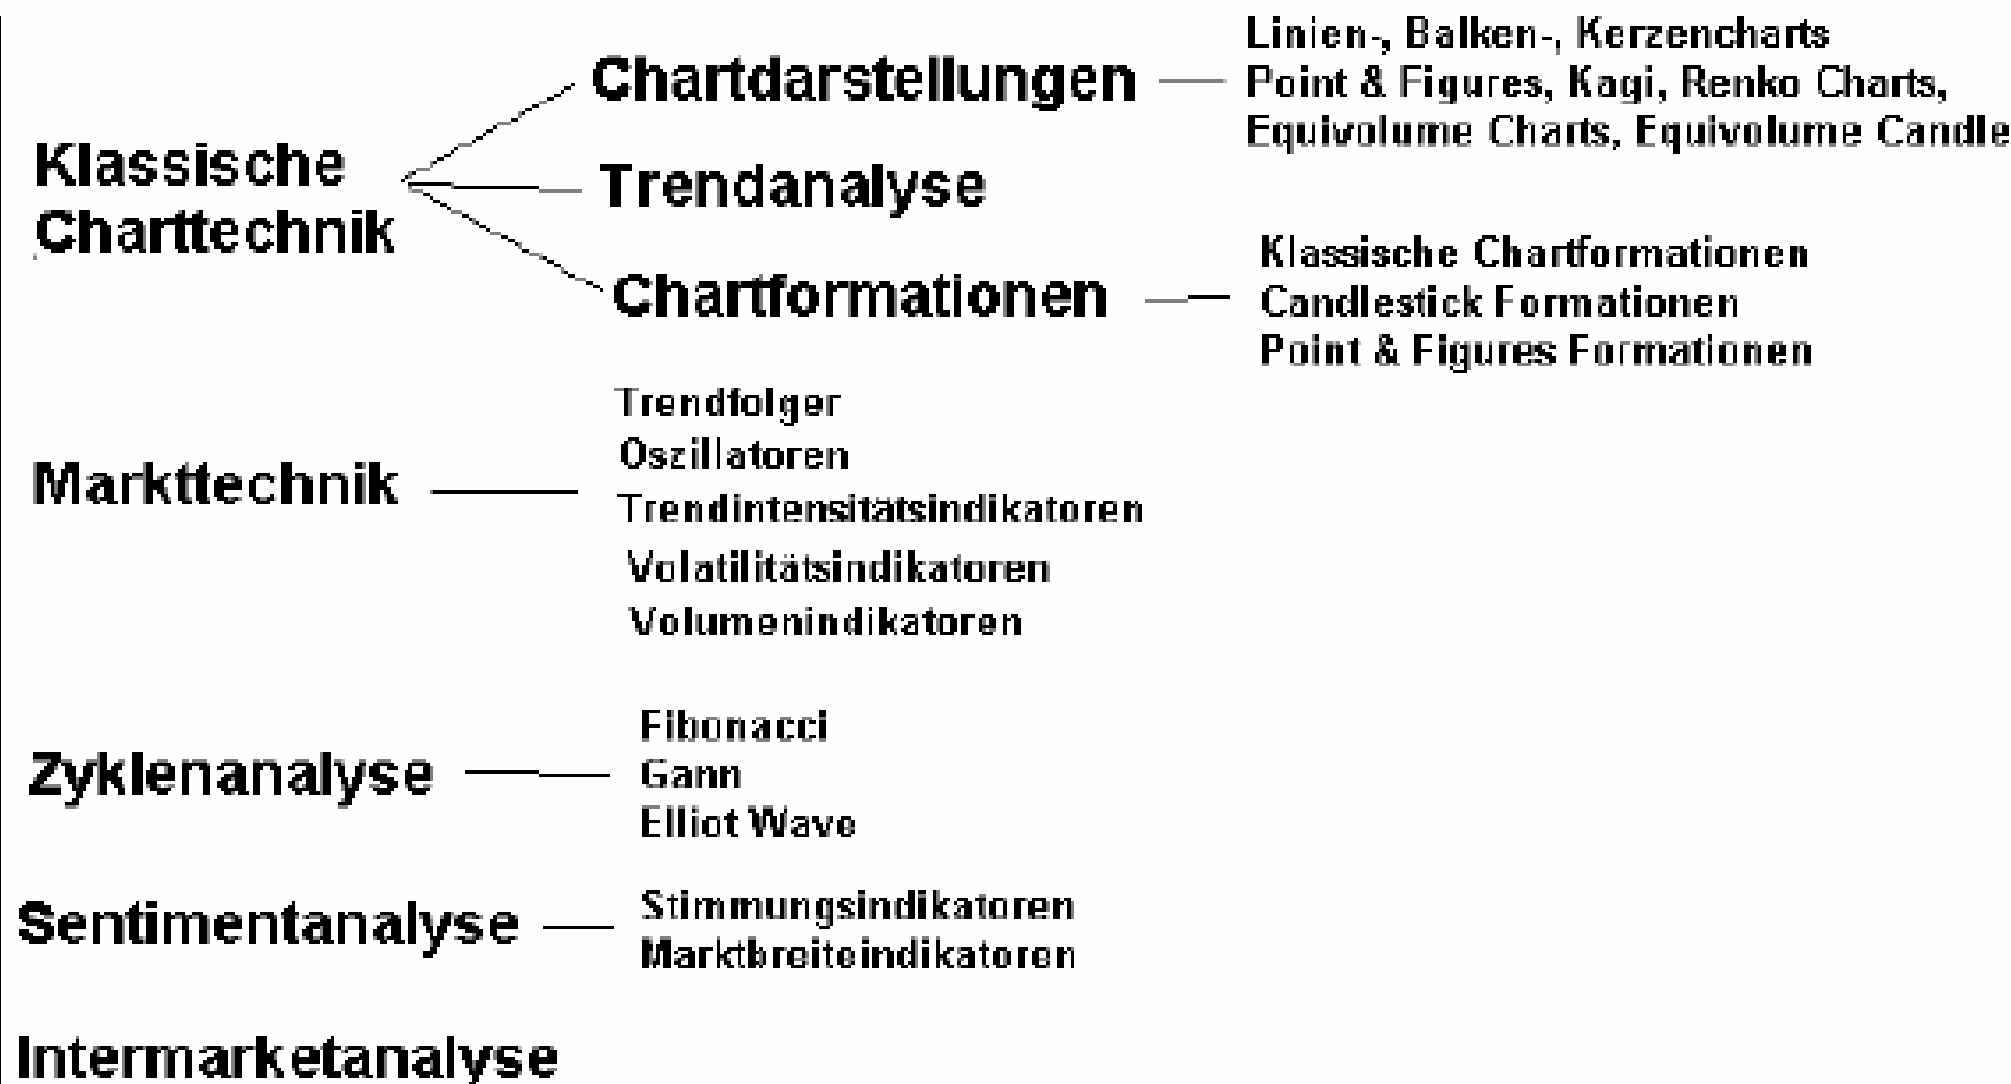 Klassische
Charttechnik
Chartdarstellungen
Linien-, Balken-, Kerzencharts
Point & Figures, Kagi, Renko Charts,
Equivolume Charts, Equivolume Candle
Trendanalyse
Chartformationen
Klassische Chartformationen
Candlestick Formationen
Point & Figures Formationen
Markttechnik
Trendfolger
Oszillatoren
Trendintensitätsindikatoren
Volatilitätsindikatoren
Volumenindikatoren
Zyklenanalyse
Fibonacci
Gann
Elliot Wave
Sentimentanalyse
Stimmungsindikatoren
Marktbreiteindikatoren
Intermarketanalyse